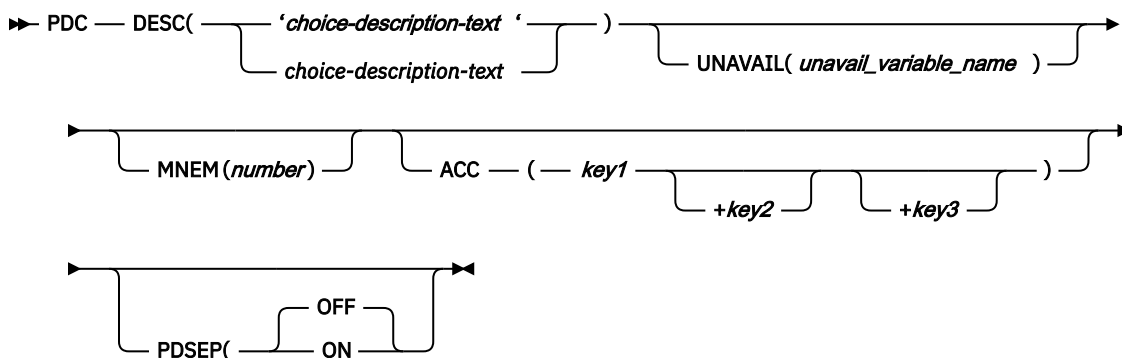 PDC DESC( 'choice-description-text ‘ )
choice-description-text
UNAVAIL( unavail_variable_name )
MNEM(number) ACC ( key1 )
+key2 +key3
OFF
PDSEP( ON